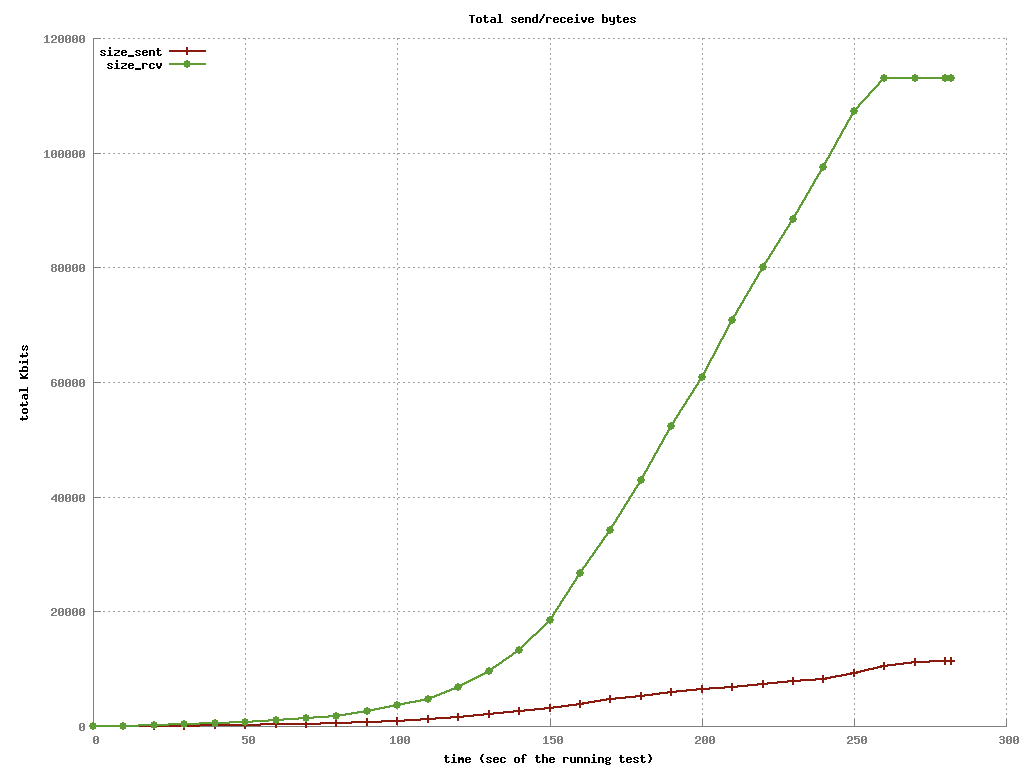 Total send/receive bytes
120000
size_sent
size_rcv
100000
80000
60000
total Kbits
40000
20000
0
0 50 100 150 200 250 300
time (sec of the running test)